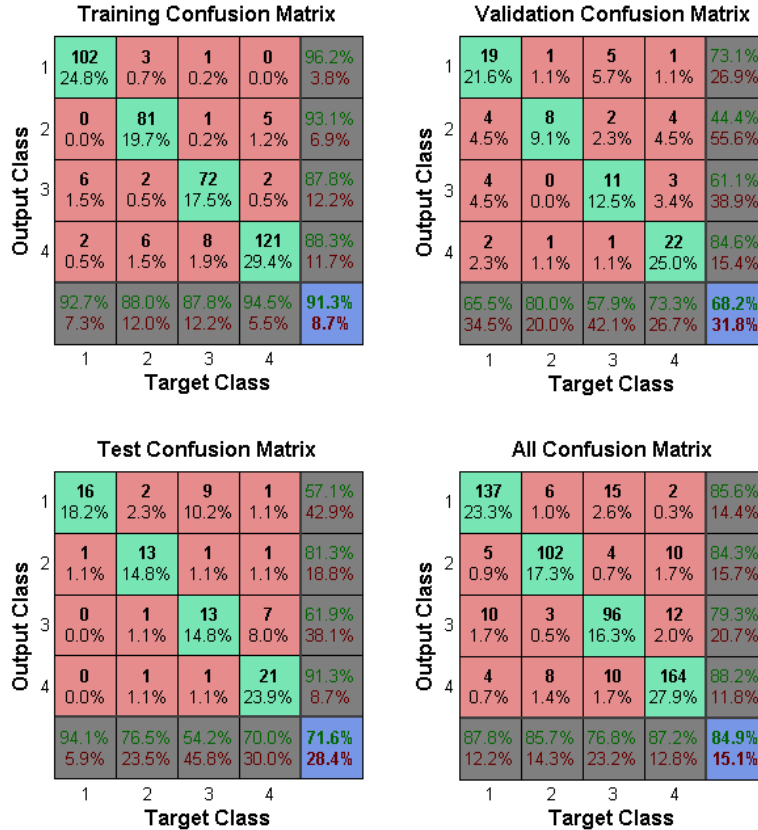 Training Confusion Matrix
1 102 3 1 0 96.2%
24.8% 0.7% 0.2% 0.0% 3.8%
2 0 81 1 5 93.1%
0.0% 19.7% 0.2% 1.2% 6.9%
3 6 2 72 2 87.8%
1.5% 0.5% 17.5% 0.5% 12.2%
4 2 6 8 121 88.3%
0.5% 1.5% 1.9% 29.4% 11.7%
92.7% 88.0% 87.8% 94.5% 91.3%
7.3% 12.0% 12.2% 5.5% 8.7%
1 2 3 4
Target Class
Output Class
Validation Confusion Matrix
1 19 1 5 1 73.1%
21.6% 1.1% 5.7% 1.1% 26.9%
2 4 8 2 4 44.4%
4.5% 9.1% 2.3% 4.5% 55.6%
3 4 0 11 3 61.1%
4.5% 0.0% 12.5% 3.4% 38.9%
4 2 1 1 22 84.6%
2.3% 1.1% 1.1% 25.0% 15.4%
65.5% 80.0% 57.9% 73.3% 68.2%
34.5% 20.0% 42.1% 26.7% 31.8%
1 2 3 4
Target Class
Output Class
Test Confusion Matrix
1 16 2 9 1 57.1%
18.2% 2.3% 10.2% 1.1% 42.9%
2 1 13 1 1 81.3%
1.1% 14.8% 1.1% 1.1% 18.8%
3 0 1 13 7 61.9%
0.0% 1.1% 14.8% 8.0% 38.1%
4 0 1 1 21 91.3%
0.0% 1.1% 1.1% 23.9% 8.7%
94.1% 76.5% 54.2% 70.0% 71.6%
5.9% 23.5% 45.8% 30.0% 28.4%
1 2 3 4
Target Class
Output Class
All Confusion Matrix
1 137 6 15 2 85.6%
23.3% 1.0% 2.6% 0.3% 14.4%
2 5 102 4 10 84.3%
0.9% 17.3% 0.7% 1.7% 15.7%
3 10 3 96 12 79.3%
1.7% 0.5% 16.3% 2.0% 20.7%
4 4 8 10 164 88.2%
0.7% 1.4% 1.7% 27.9% 11.8%
87.8% 85.7% 76.8% 87.2% 84.9%
12.2% 14.3% 23.2% 12.8% 15.1%
1 2 3 4
Target Class
Output Class